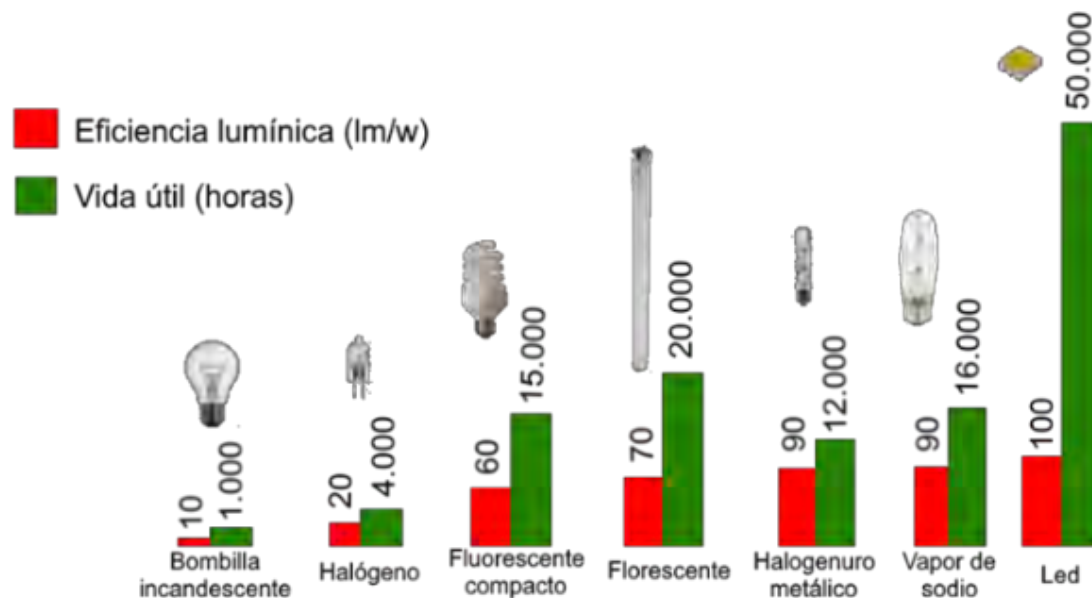 Eficiencia lumínica (lm/w)
Vida útil (horas)
10
1.000
20
4.000
60
15.000
70
20.000
90
12.000
90
16.000
100
50.000
Bombilla
incandescente
Halógeno
Fluorescente
compacto
Florescente
Halogenuro
metálico
Vapor de
sodio
Led